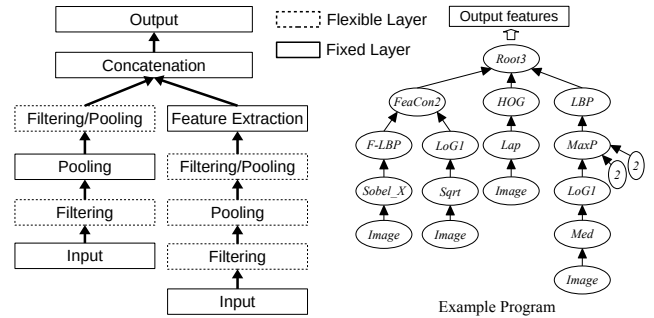 Output
Concatenation
Filtering/Pooling
Pooling
Filtering
Input
Feature Extraction
Filtering/Pooling
Pooling
Filtering
Input
Flexible Layer
Fixed Layer
Output features
Root3
FeaCon2
HOG
LBP
F-LBP
LoG1
Lap
MaxP
2
2
Sobel_X
Sqrt
Image
LoG1
Image
Image
Med
Image
Example Program